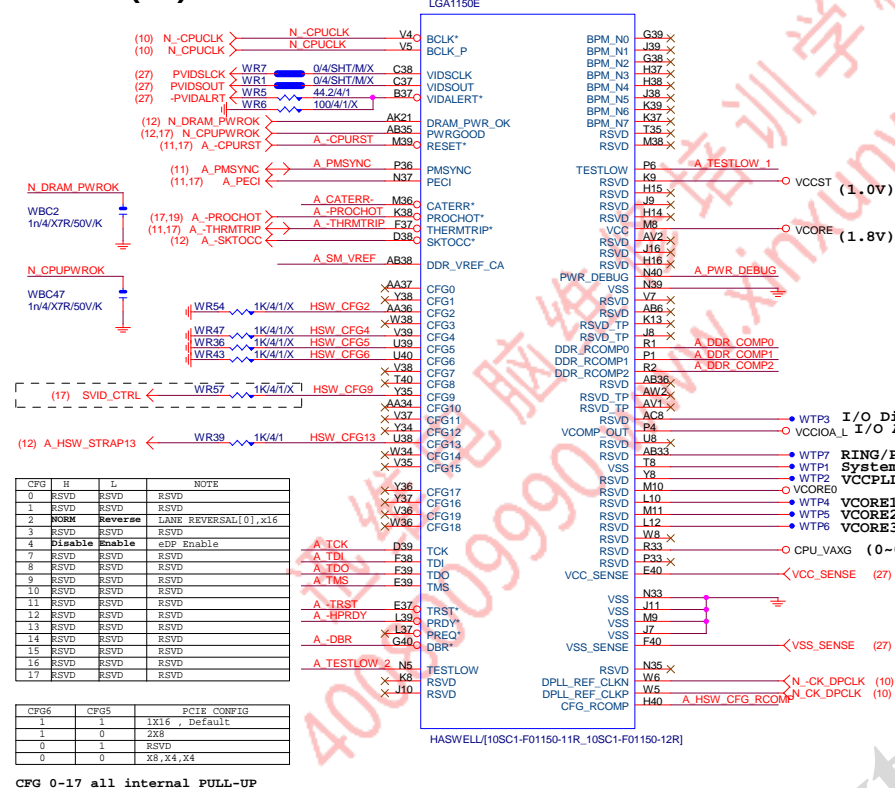 LGA1150E
(10) N_-CPUCLK N_-CPUCLK V4 BCLK*
(10) N_CPUCLK N_CPUCLK V5 BCLK_P
(27) PVIDSLCK WR7 0/4/SHT/M/X C38 VIDSCLK
(27) PVIDSOUT WR1 0/4/SHT/M/X C37 VIDSOUT
(27) -PVIDALRT WR5 44.2/4/1 B37 VIDALERT*
WR6 100/4/1/X
(12) N_DRAM_PWROK AK21 DRAM_PWR_OK
(12,17) N_CPUPWROK AB35 PWRGOOD
(11,17) A_-CPURST A_-CPURST M39 RESET*
(11) A_PMSYNC A_PMSYNC P36 PMSYNC
(11,17) A_PECI N37 PECI
A_CATERR- M36 CATERR*
(17,19) A_-PROCHOT A_-PROCHOT K38 PROCHOT*
(11,17) A_-THRMTRIP A_-THRMTRIP F37 THERMTRIP*
(12) A_-SKTOCC D38 SKTOCC*
A_SM_VREF AB38 DDR_VREF_CA
N_DRAM_PWROK
WBC2
1n/4/X7R/50V/K
N_CPUPWROK
WBC47
1n/4/X7R/50V/K
AA37 CFG0
Y38 CFG1
WR54 1K/4/1/X HSW_CFG2 AA36 CFG2
W38 CFG3
WR47 1K/4/1/X HSW_CFG4 V39 CFG4
WR36 1K/4/1/X HSW_CFG5 U39 CFG5
WR43 1K/4/1/X HSW_CFG6 U40 CFG6
V38 CFG7
T40 CFG8
(17) SVID_CTRL WR57 1K/4/1/X HSW_CFG9 Y35 CFG9
AA34 CFG10
V37 CFG11
Y34 CFG12
(12) A_HSW_STRAP13 WR39 1K/4/1 HSW_CFG13 U38 CFG13
W34 CFG14
V35 CFG15
Y36 CFG17
Y37 CFG16
V36 CFG19
W36 CFG18
A_TCK D39 TCK
A_TDI F38 TDI
A_TDO F39 TDO
A_TMS E39 TMS
A_-TRST E37 TRST*
A_-HPRDY L39 PRDY*
L37 PREQ*
A_-DBR G40 DBR*
A_TESTLOW_2 N5 TESTLOW
K8 RSVD
J10 RSVD
BPM_N0 G39
BPM_N1 J39
BPM_N2 G38
BPM_N3 H37
BPM_N4 H38
BPM_N5 J38
BPM_N6 K39
BPM_N7 K37
RSVD T35
RSVD M38
TESTLOW P6 A_TESTLOW_1
RSVD K9 VCCST (1.0V)
RSVD H15
RSVD J9
RSVD H14
VCC M8 VCORE (1.8V)
RSVD AV2
RSVD J16
RSVD H16
PWR_DEBUG N40 A_PWR_DEBUG
VSS N39
RSVD V7
RSVD AB6
RSVD_TP K13
RSVD_TP J8
DDR_RCOMP0 R1 A_DDR_COMP0
DDR_RCOMP1 P1 A_DDR_COMP1
DDR_RCOMP2 R2 A_DDR_COMP2
RSVD AB36
RSVD_TP AW2
RSVD_TP AV1
RSVD AC8 WTP3 I/O
VCOMP_OUT P4 VCCIOA_L I/O
RSVD U8
RSVD AB33 WTP7
VSS T8 WTP1
RSVD Y8 WTP2
RSVD M10 VCORE0
RSVD L10 WTP4 VCORE1
RSVD M11 WTP5 VCORE2
RSVD L12 WTP6 VCORE3
RSVD W8
RSVD R33 CPU_VAXG
RSVD P33
VCC_SENSE E40 VCC_SENSE (27)
VSS N33
VSS J11
VSS M9
VSS J7
VSS_SENSE F40 VSS_SENSE (27)
RSVD N35
DPLL_REF_CLKN W6 N_-CK_DPCLK (10)
DPLL_REF_CLKP W5 N_CK_DPCLK (10)
CFG_RCOMP H40 A_HSW_CFG_RCOMP
HASWELL/[10SC1-F01150-11R_10SC1-F01150-12R]
CFG H L NOTE
0 RSVD RSVD RSVD
1 RSVD RSVD RSVD
2 NORM Reverse LANE REVERSAL[0],x16
3 RSVD RSVD RSVD
4 Disable Enable eDP Enable
7 RSVD RSVD RSVD
8 RSVD RSVD RSVD
9 RSVD RSVD RSVD
10 RSVD RSVD RSVD
11 RSVD RSVD RSVD
12 RSVD RSVD RSVD
13 RSVD RSVD RSVD
14 RSVD RSVD RSVD
15 RSVD RSVD RSVD
16 RSVD RSVD RSVD
17 RSVD RSVD RSVD
CFG6 CFG5 PCIE CONFIG
1 1 1X16 , Default
1 0 2X8
0 1 RSVD
0 0 X8,X4,X4
CFG 0-17 all internal PULL-UP